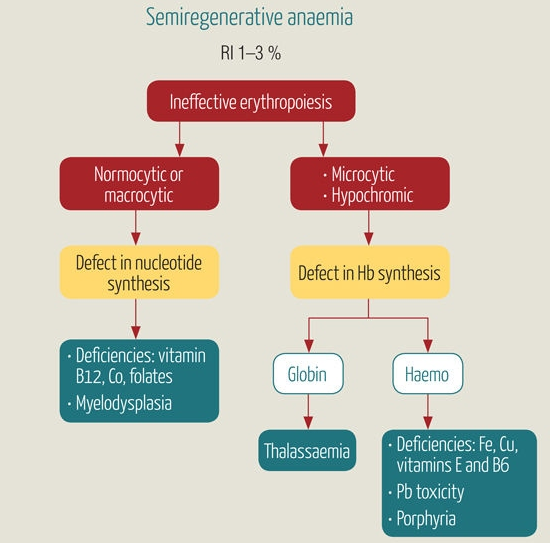 Semiregenerative anaemia
RI 1–3 %
Ineffective erythropoiesis
Normocytic or
macrocytic
· Microcytic
· Hypochromic
Defect in nucleotide
synthesis
Defect in Hb synthesis
· Deficiencies: vitamin
B12, Co, folates
· Myelodysplasia
Globin
Haemo
Thalassaemia
· Deficiencies: Fe, Cu,
vitamins E and B6
· Pb toxicity
· Porphyria